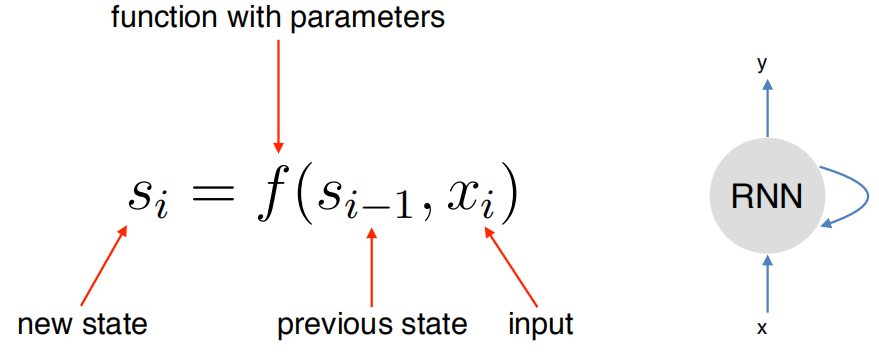 function with parameters
y
s_i = f(s_{i-1}, x_i)
RNN
new state
previous state
input
x